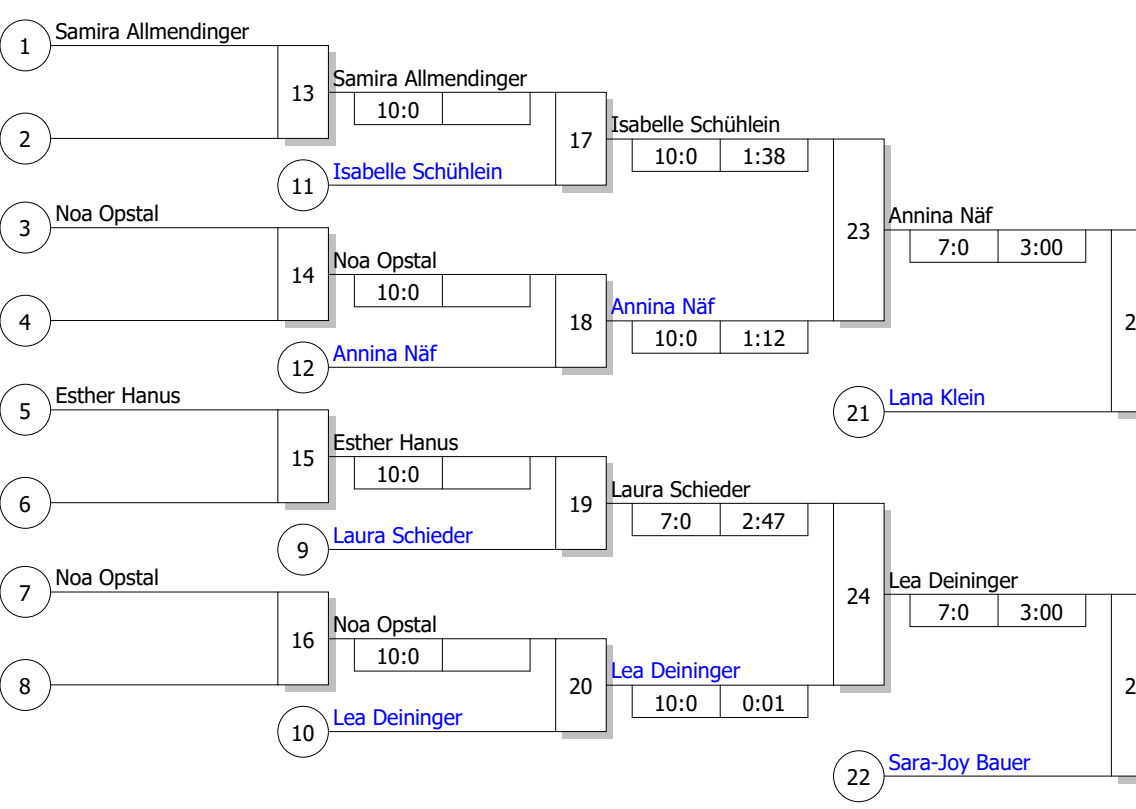 1 Samira Allmendinger
13 Samira Allmendinger
10:0
2
17 Isabelle Schühlein
10:0 1:38
11 Isabelle Schühlein
3 Noa Opstal
23 Annina Näf
7:0 3:00
14 Noa Opstal
10:0
4
18 Annina Näf
10:0 1:12
2
12 Annina Näf
5 Esther Hanus
21 Lana Klein
15 Esther Hanus
10:0
6
19 Laura Schieder
7:0 2:47
9 Laura Schieder
7 Noa Opstal
24 Lea Deininger
7:0 3:00
16 Noa Opstal
10:0
8
20 Lea Deininger
10:0 0:01
2
10 Lea Deininger
22 Sara-Joy Bauer